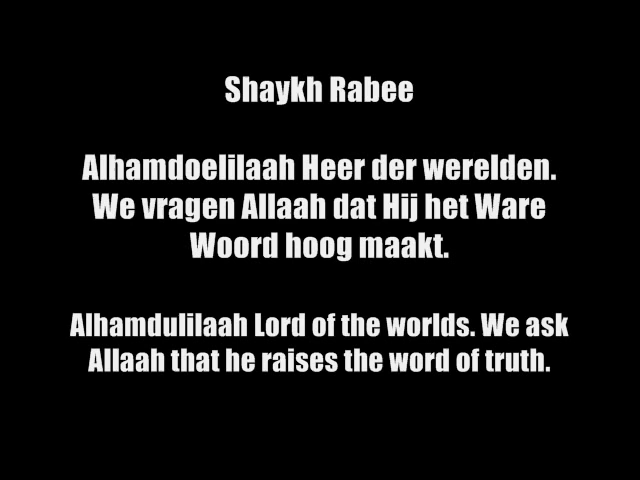 Shaykh Rabee
Alhamdoelilaah Heer der werelden.
We vragen Allaah dat Hij het Ware
Woord hoog maakt.
Alhamdulilaah Lord of the worlds. We ask
Allaah that he raises the word of truth.